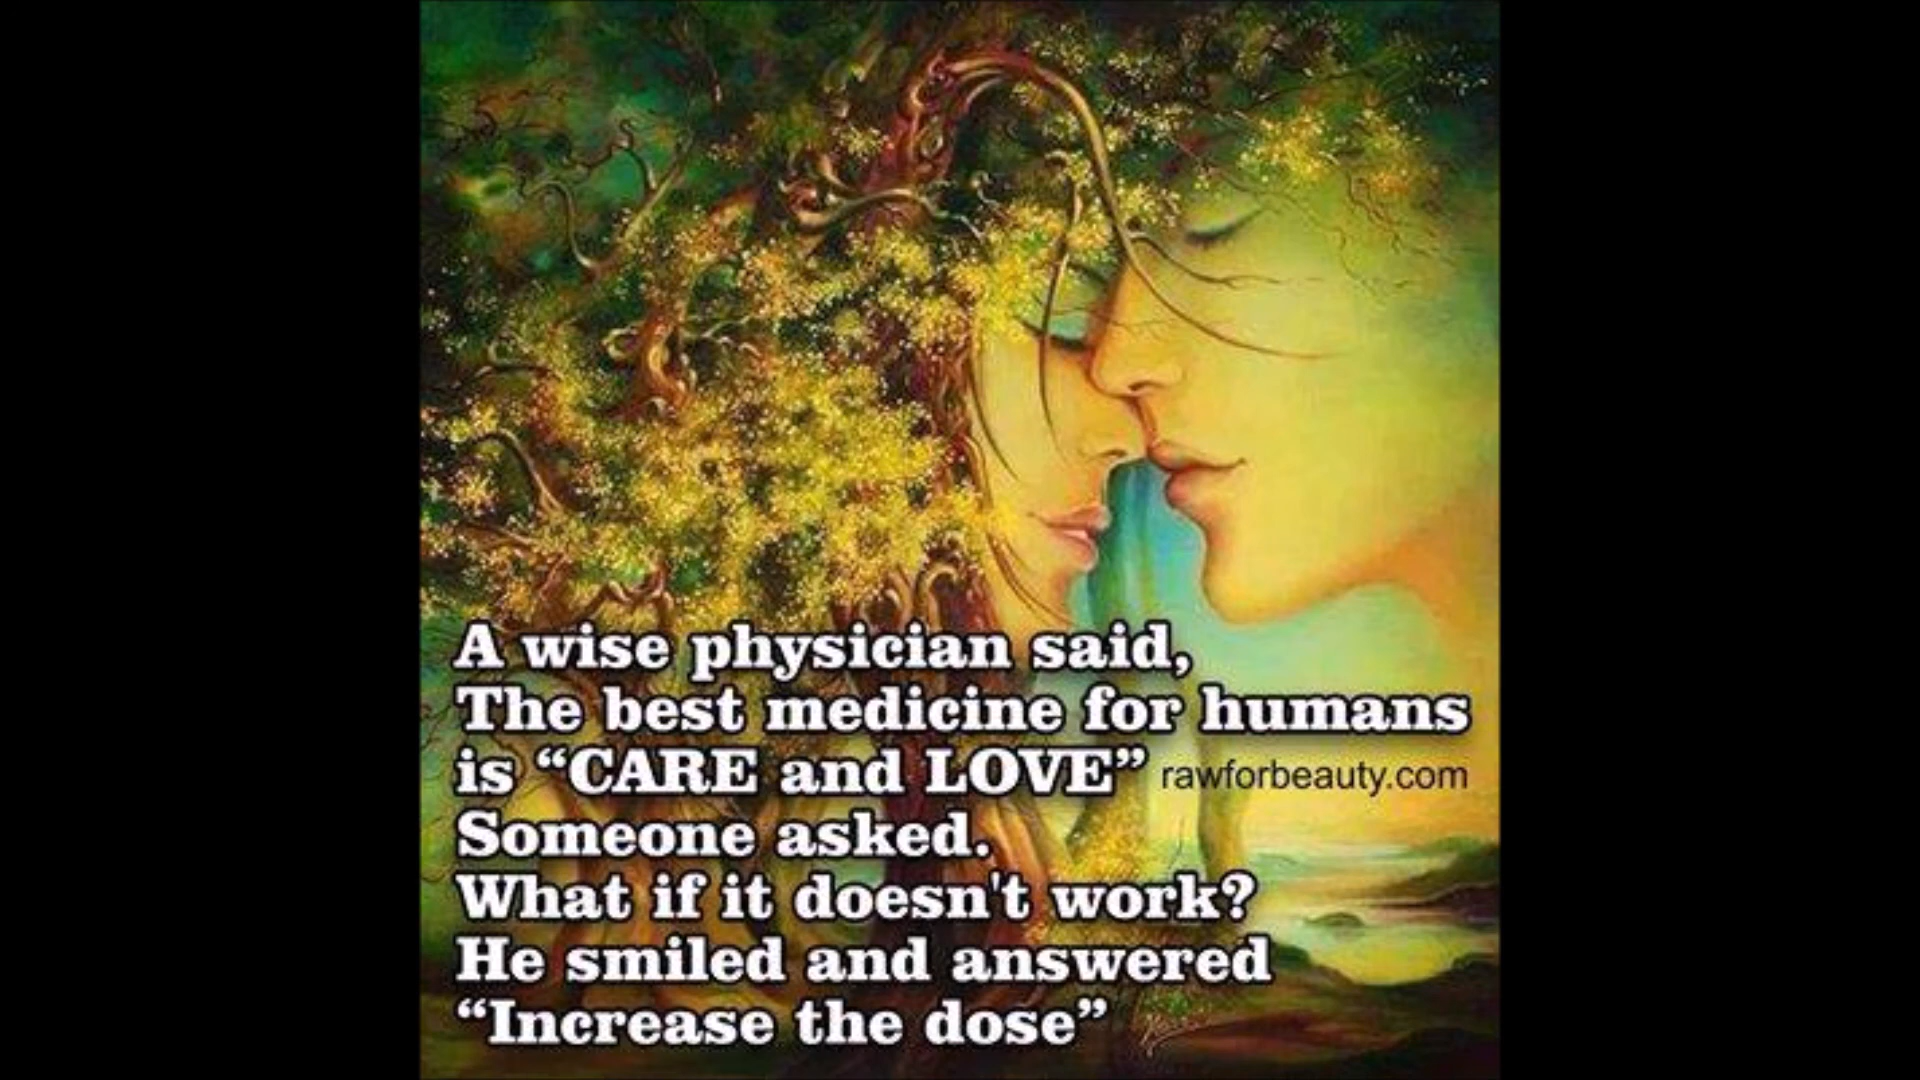 A wise physician said,
The best medicine for humans
is “CARE and LOVE” rawforbeauty.com
Someone asked.
What if it doesn't work?
He smiled and answered
“Increase the dose”